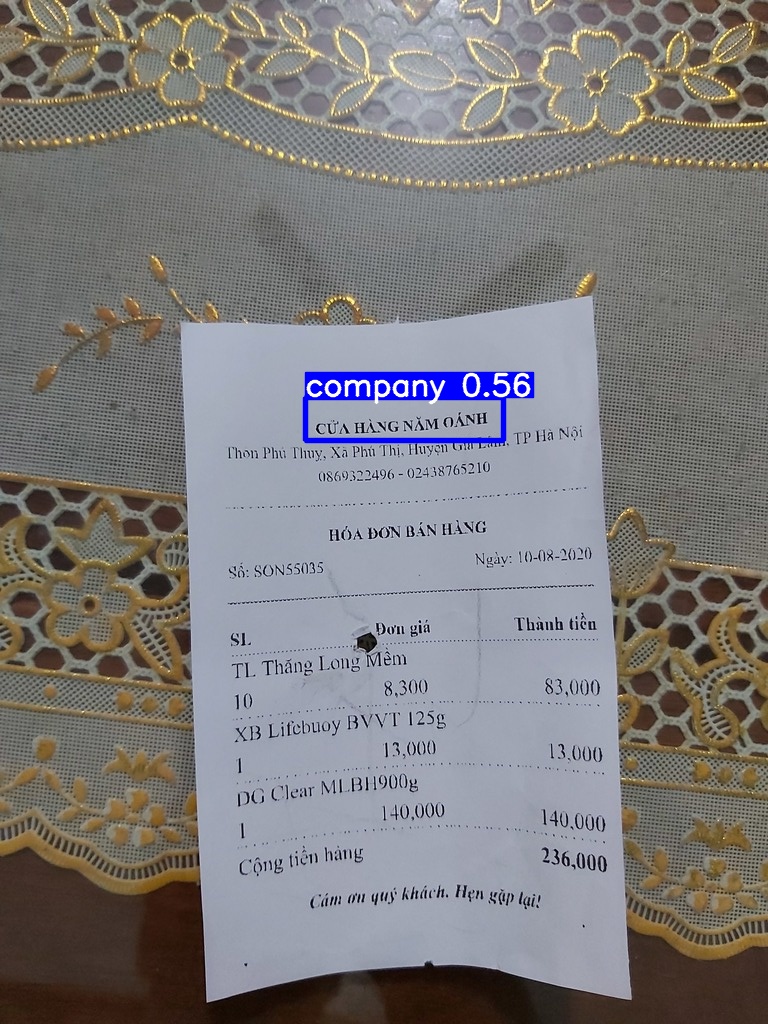 company 0.56
CỬA HÀNG NĂM OÁNH
Thôn Phú Thụy, Xã Phú Thị, Huyện Gia Lâm, TP Hà Nội
0869322496 - 02438765210
HÓA ĐƠN BÁN HÀNG
Số: SON55035 Ngày: 10-08-2020
SL Đơn giá Thành tiền
TL Thăng Long Mềm
10 8,300 83,000
XB Lifebuoy BVVT 125g
1 13,000 13,000
DG Clear MLBH900g
1 140,000 140,000
Cộng tiền hàng 236,000
Cám ơn quý khách. Hẹn gặp lại!